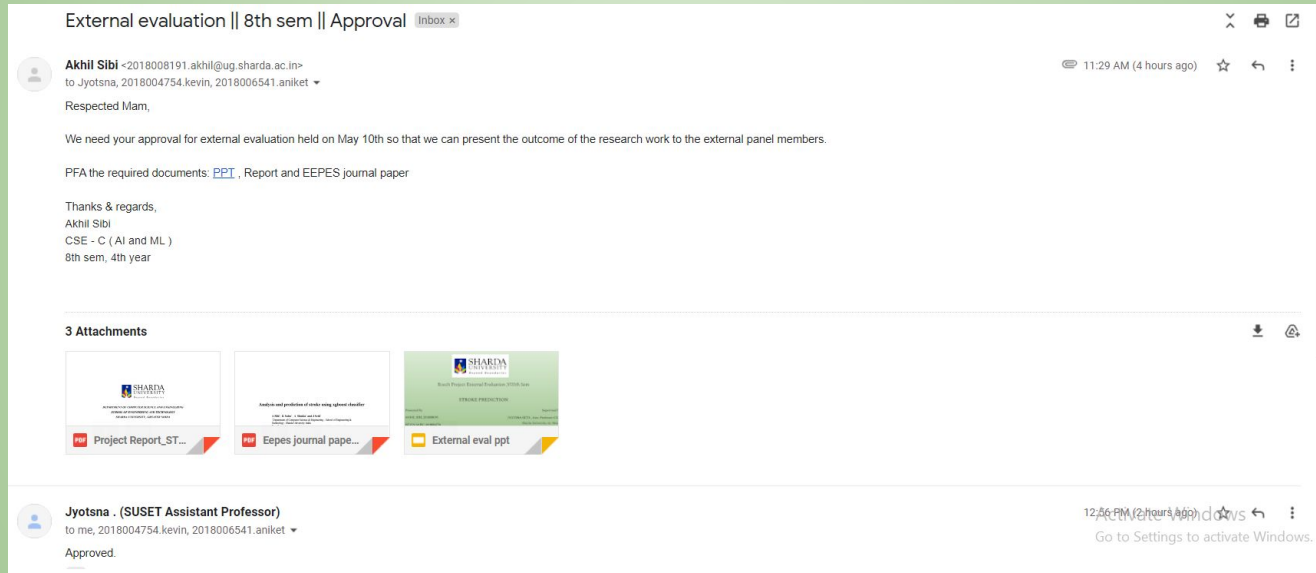 External evaluation || 8th sem || Approval Inbox ×
Akhil Sibi <2018008191.akhil@ug.sharda.ac.in>
11:29 AM (4 hours ago)
to Jyotsna, 2018004754.kevin, 2018006541.aniket
Respected Mam,
We need your approval for external evaluation held on May 10th so that we can present the outcome of the research work to the external panel members.
PFA the required documents: PPT , Report and EEPES journal paper
Thanks & regards,
Akhil Sibi
CSE - C ( AI and ML )
8th sem, 4th year
3 Attachments
SHARDA UNIVERSITY
Analysis and prediction of stroke using xgboost classifier
SHARDA UNIVERSITY
STROKE PREDICTION
PDF Project Report_ST...
PDF Eepes journal pape...
External eval ppt
Jyotsna . (SUSET Assistant Professor)
12:56 PM (2 hours ago)
to me, 2018004754.kevin, 2018006541.aniket
Activate Windows
Go to Settings to activate Windows.
Approved.